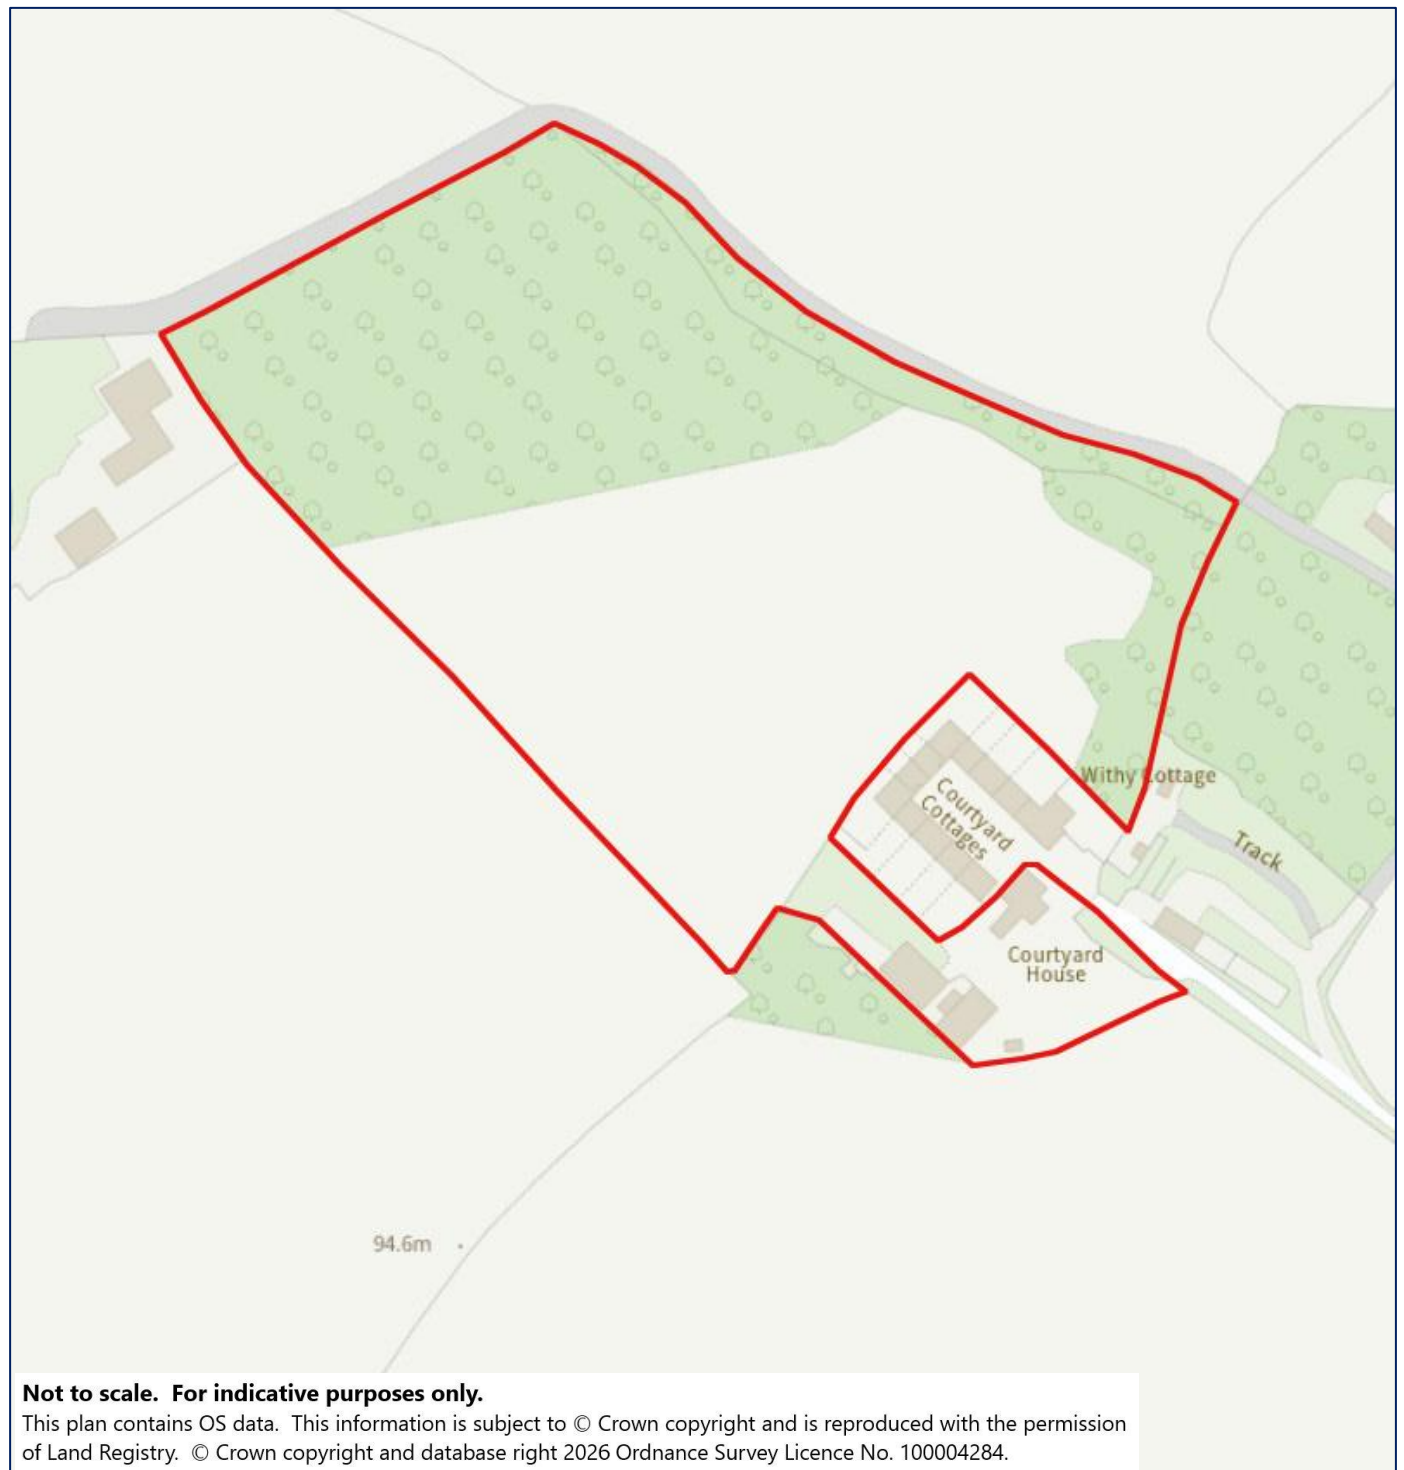 Withy Cottage
Courtyard
Cottages
Track
Courtyard
House
94.6m
Not to scale.  For indicative purposes only.
This plan contains OS data.  This information is subject to © Crown copyright and is reproduced with the permission
of Land Registry.  © Crown copyright and database right 2026 Ordnance Survey Licence No. 100004284.